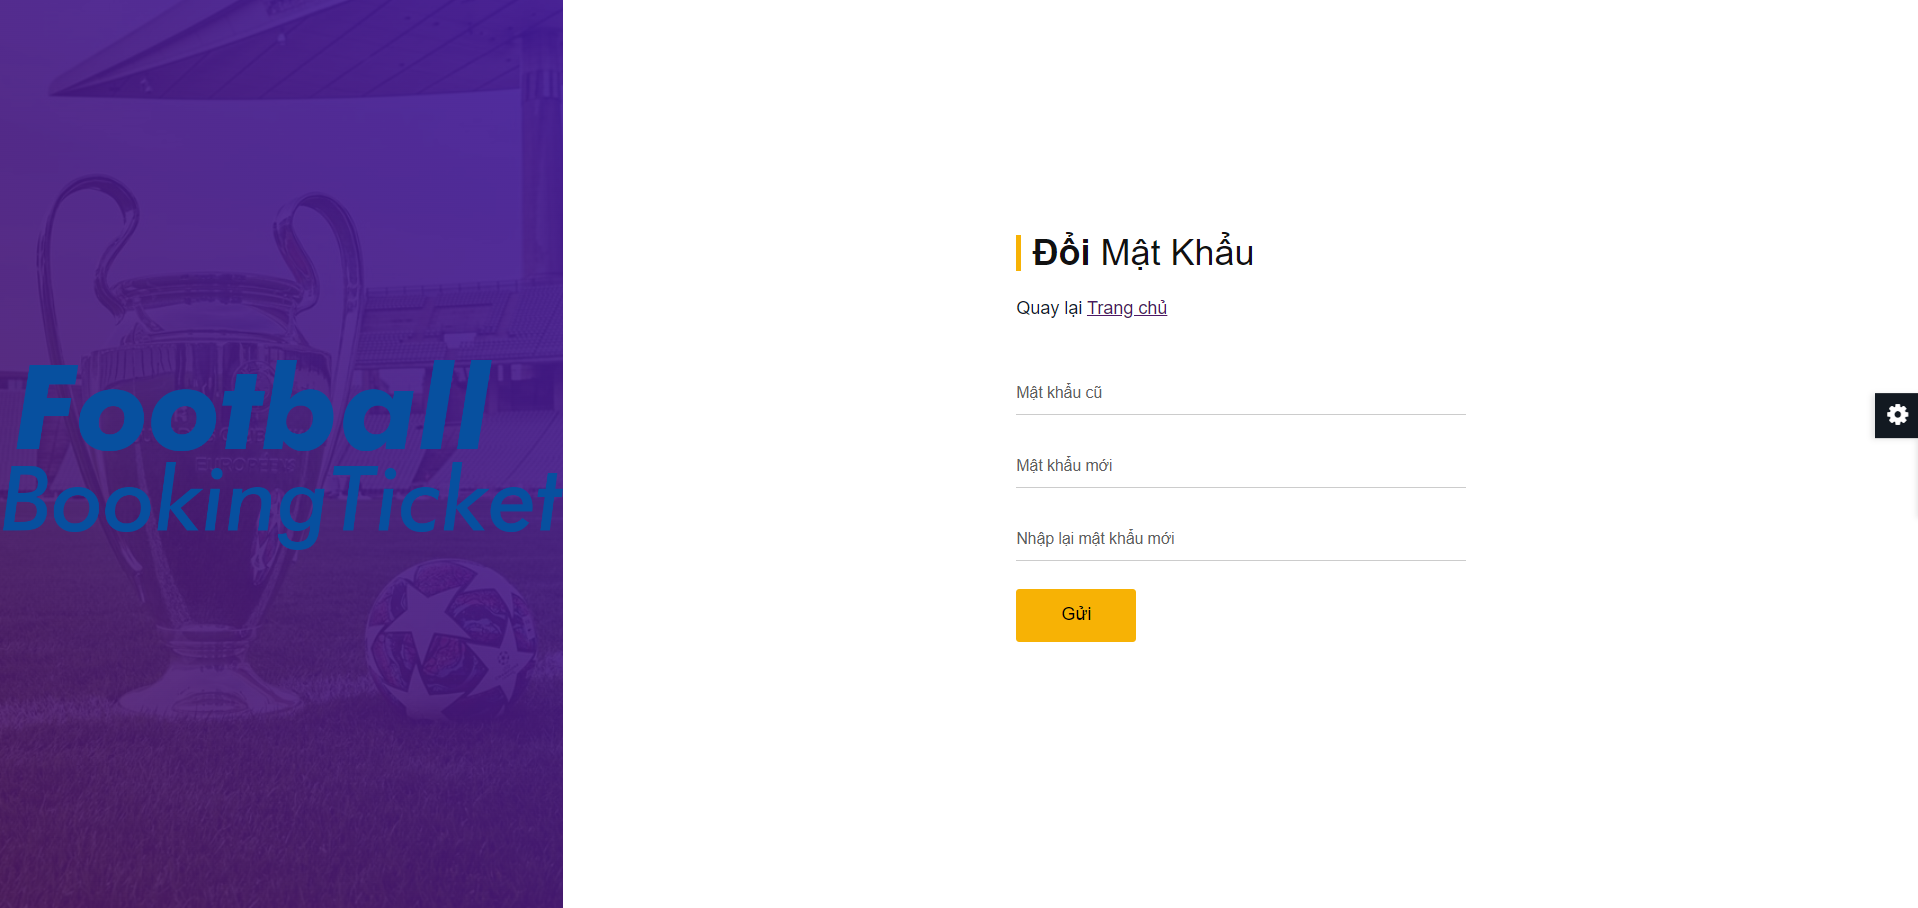 Football
BookingTicket
Đổi Mật Khẩu
Quay lại Trang chủ
Mật khẩu cũ
Mật khẩu mới
Nhập lại mật khẩu mới
Gửi